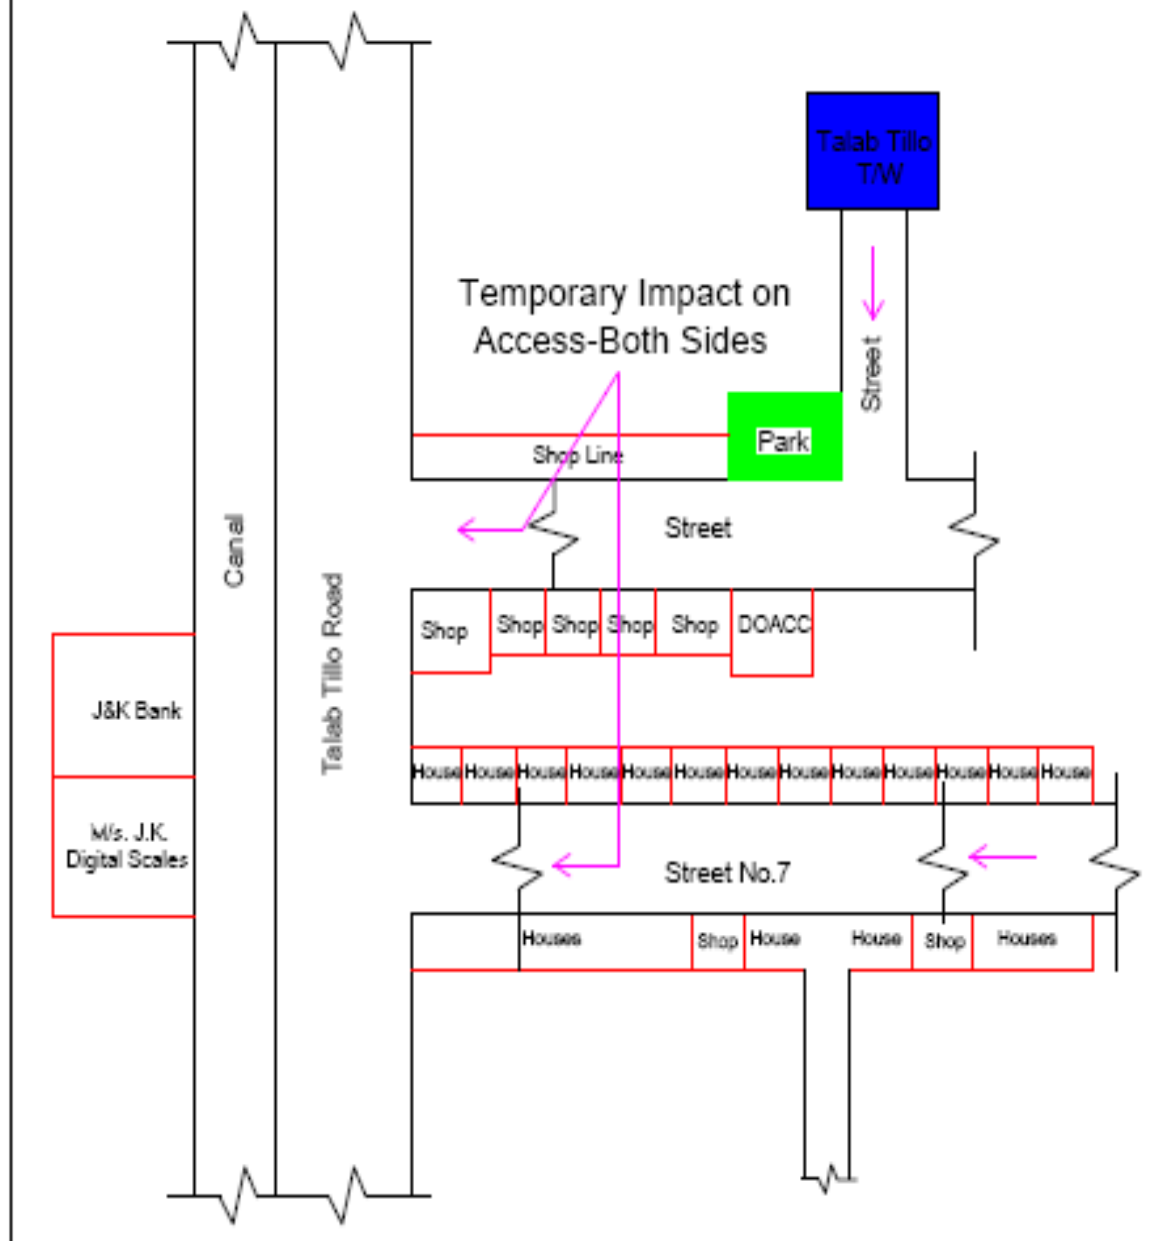 Talab Tillo
T/W
Temporary Impact on
Access-Both Sides
Street
Park
Shop Line
Street
Canal
Talab Tillo Road
Shop
Shop
Shop
Shop
Shop
DOACC
J&K Bank
House
House
House
House
House
House
House
House
House
House
House
House
House
M/s. J.K.
Digital Scales
Street No.7
Houses
Shop
House
House
Shop
Houses